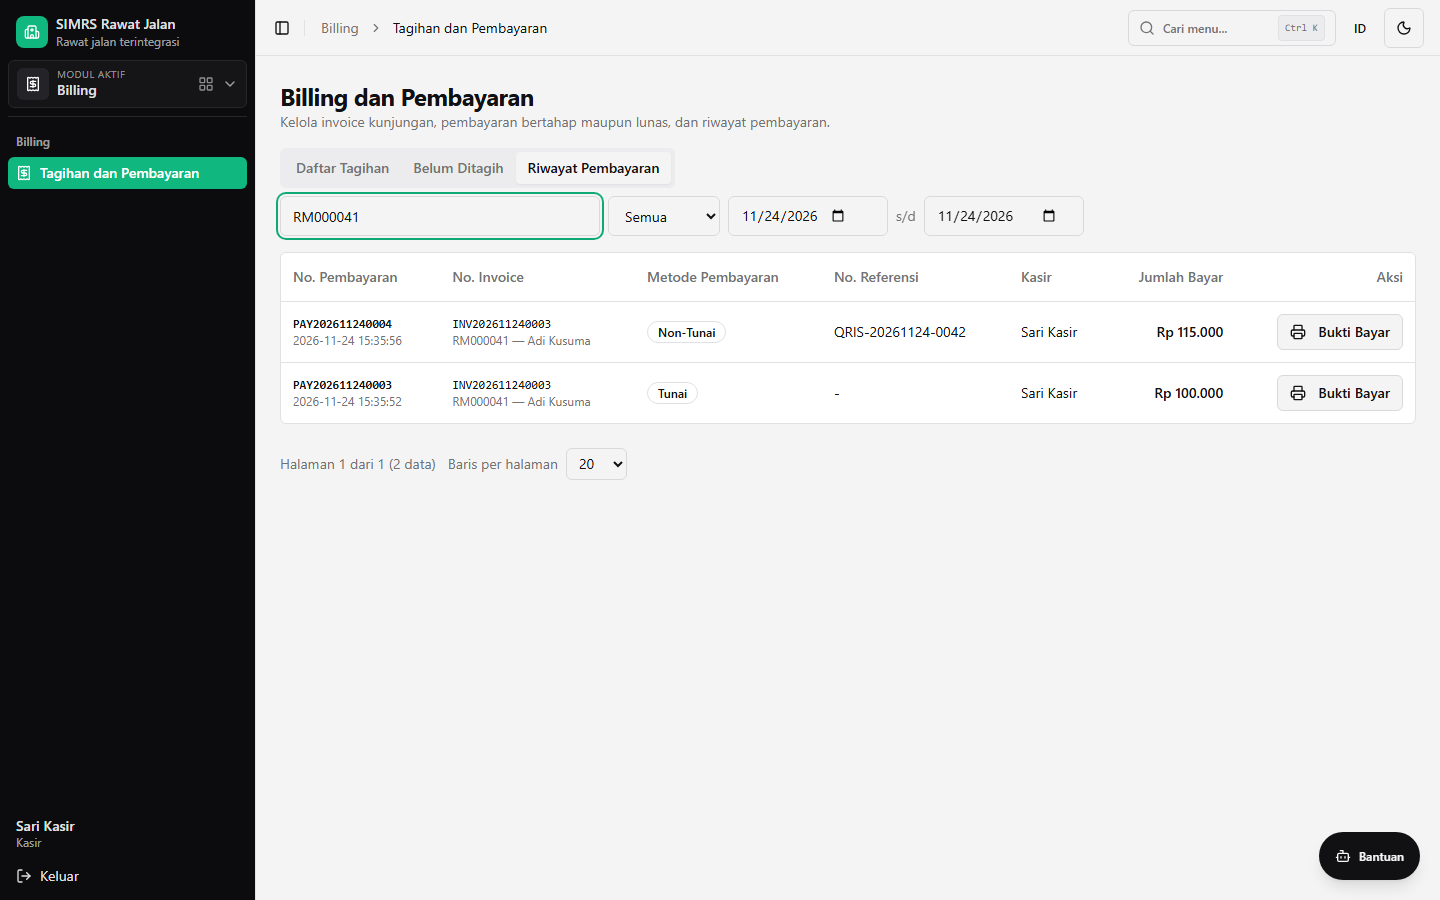 SIMRS Rawat Jalan
Rawat jalan terintegrasi
MODUL AKTIF
Billing
Billing
Tagihan dan Pembayaran
Sari Kasir
Kasir
Keluar
Billing > Tagihan dan Pembayaran
Cari menu... Ctrl K
ID
Billing dan Pembayaran
Kelola invoice kunjungan, pembayaran bertahap maupun lunas, dan riwayat pembayaran.
Daftar Tagihan Belum Ditagih Riwayat Pembayaran
RM000041 Semua 11/24/2026 s/d 11/24/2026
No. Pembayaran No. Invoice Metode Pembayaran No. Referensi Kasir Jumlah Bayar Aksi
PAY202611240004 INV202611240003 Non-Tunai QRIS-20261124-0042 Sari Kasir Rp 115.000 Bukti Bayar
2026-11-24 15:35:56 RM000041 — Adi Kusuma
PAY202611240003 INV202611240003 Tunai - Sari Kasir Rp 100.000 Bukti Bayar
2026-11-24 15:35:52 RM000041 — Adi Kusuma
Halaman 1 dari 1 (2 data) Baris per halaman 20
Bantuan